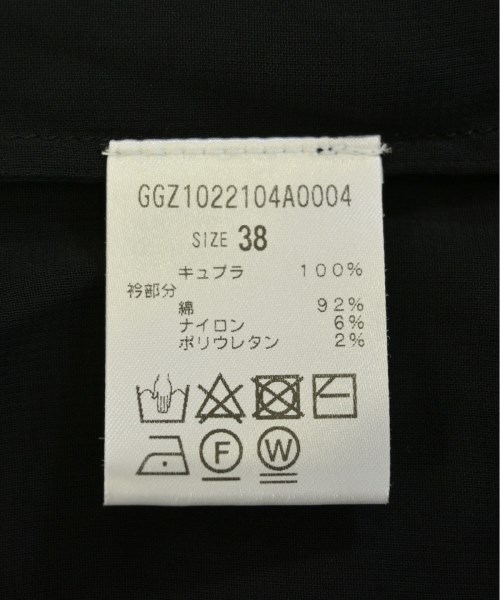 GGZ1022104A0004
SIZE 38
キュプラ 100%
衿部分
綿 92%
ナイロン 6%
ポリウレタン 2%
F W